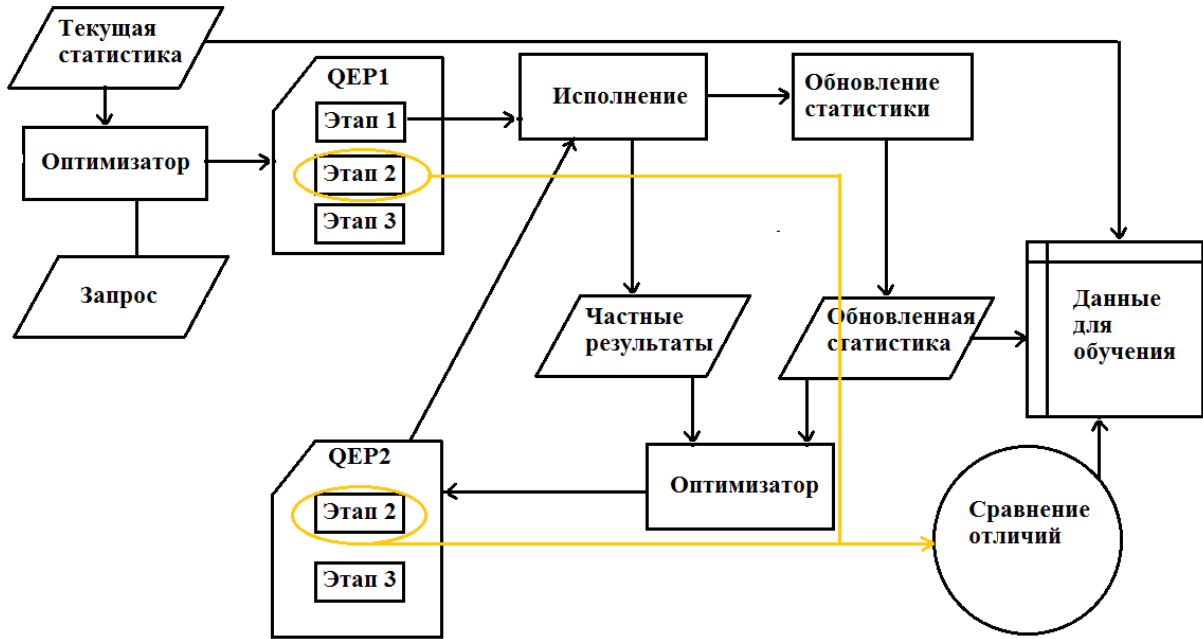 Текущая
статистика
QEP1
Этап 1
Этап 2
Этап 3
Исполнение
Обновление
статистики
Оптимизатор
Запрос
Частные
результаты
Обновленная
статистика
Данные
для
обучения
QEP2
Этап 2
Этап 3
Оптимизатор
Сравнение
отличий